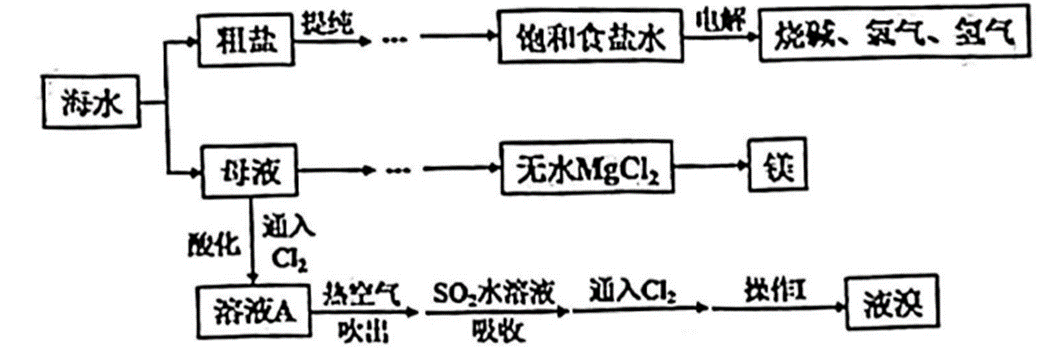 粗盐
提纯
...
饱和食盐水
电解
烧碱、氯气、氢气
海水
母液
...
无水MgCl₂
镁
酸化
通入
Cl₂
溶液A
热空气
吹出
SO₂水溶液
吸收
通入Cl₂
操作I
液溴